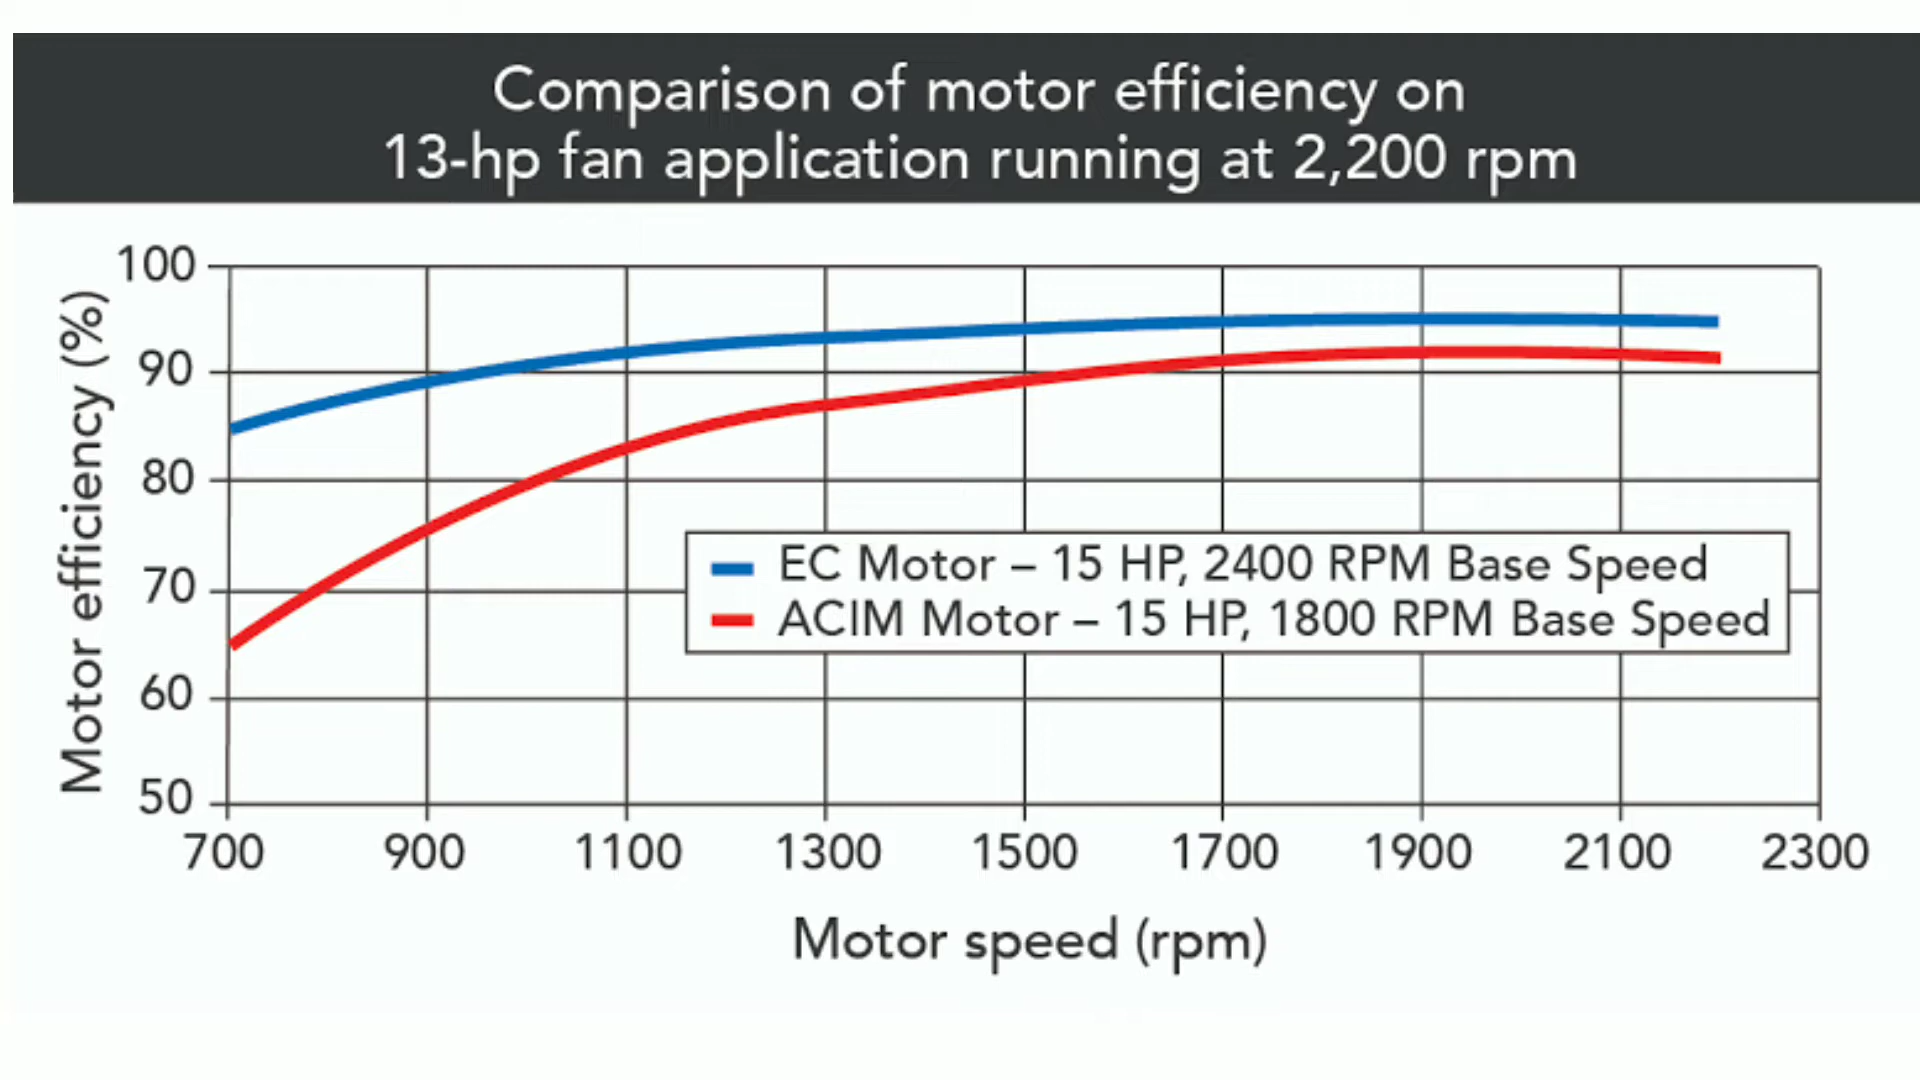 Comparison of motor efficiency on
13-hp fan application running at 2,200 rpm
Motor efficiency (%)
100
90
80
70
60
50
EC Motor – 15 HP, 2400 RPM Base Speed
ACIM Motor – 15 HP, 1800 RPM Base Speed
700 900 1100 1300 1500 1700 1900 2100 2300
Motor speed (rpm)